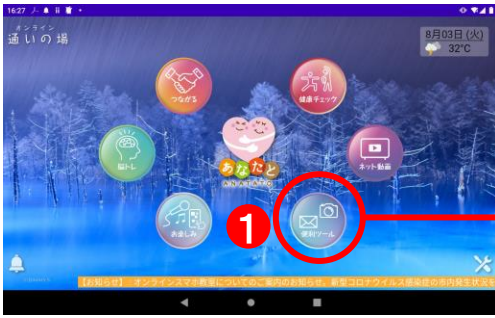 16:27
オンライン
通いの場
8月03日 (火)
32°C
つながる
健康チェック
脳トレ
あなたと
ANATATO
ネット動画
お楽しみ
1
便利ツール
【お知らせ】 オンラインスマホ教室についてのご案内のお知らせ、新型コロナウイルス感染症の市内発生状況を